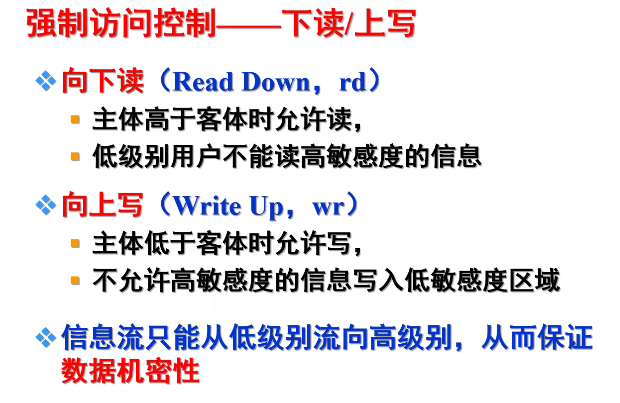 强制访问控制——下读/上写
向下读（Read Down，rd）
主体高于客体时允许读，
低级别用户不能读高敏感度的信息
向上写（Write Up，wr）
主体低于客体时允许写，
不允许高敏感度的信息写入低敏感度区域
信息流只能从低级别流向高级别，从而保证
数据机密性